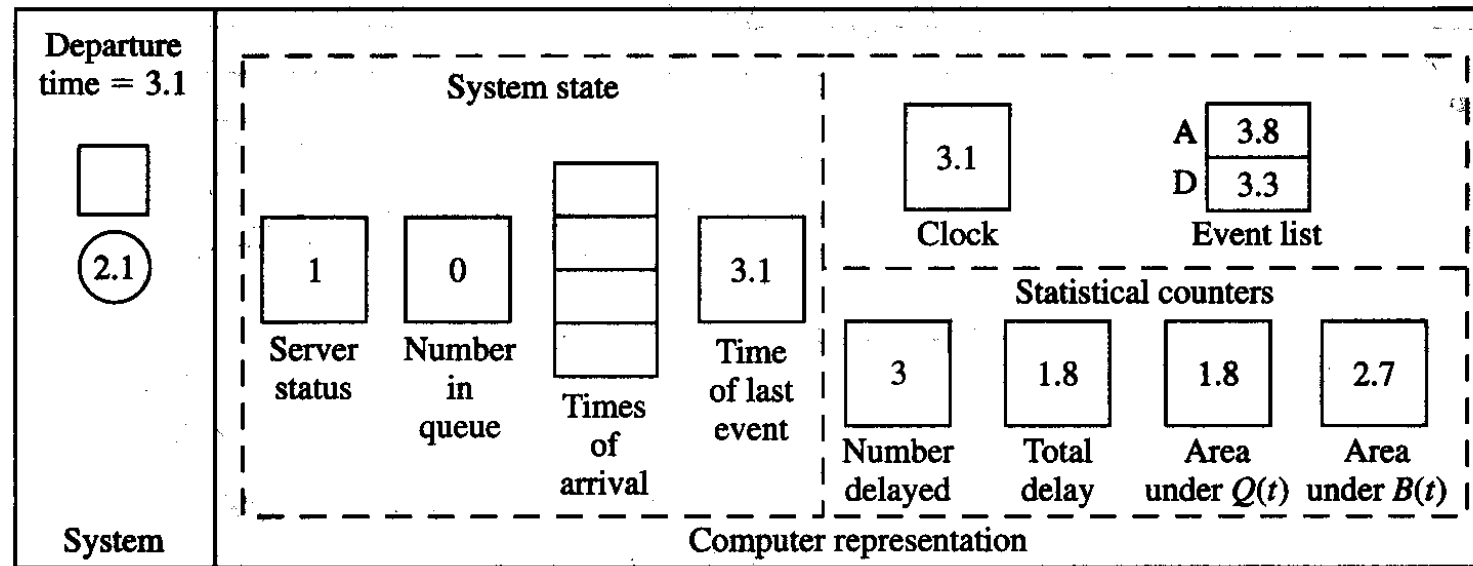 Departure
time = 3.1
2.1
System
System state
1
Server
status
0
Number
in
queue
Times
of
arrival
3.1
Time
of last
event
3.1
Clock
A 3.8
D 3.3
Event list
Statistical counters
3
Number
delayed
1.8
Total
delay
1.8
Area
under Q(t)
2.7
Area
under B(t)
Computer representation